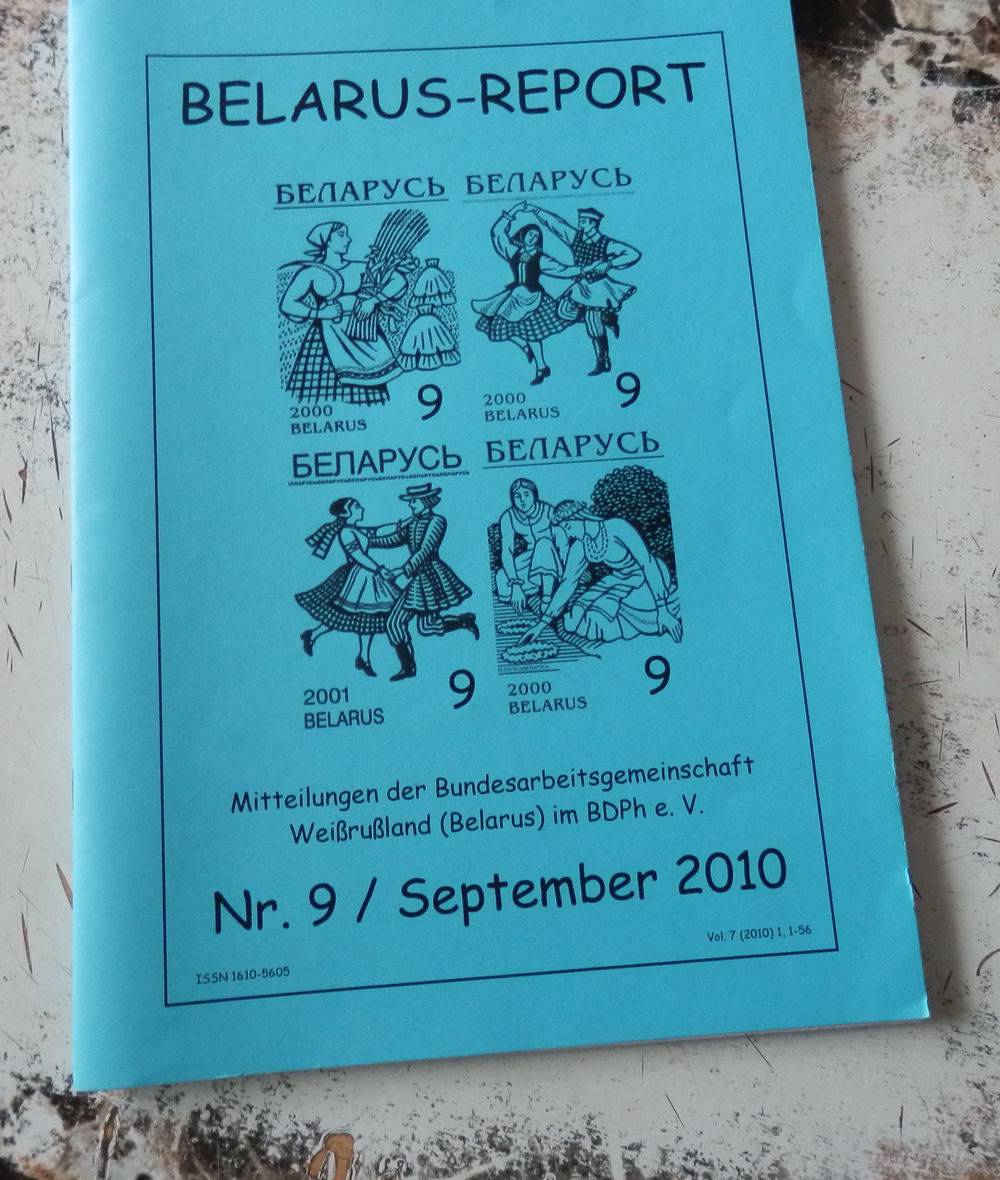 BELARUS-REPORT
БЕЛАРУСЬ
2000
BELARUS
9
БЕЛАРУСЬ
2000
BELARUS
9
БЕЛАРУСЬ
2001
BELARUS
9
БЕЛАРУСЬ
2000
BELARUS
9
Mitteilungen der Bundesarbeitsgemeinschaft
Weißrußland (Belarus) im BDPh e. V.
Nr. 9 / September 2010
Vol. 7 (2010) 1, 1-56
ISSN 1610-5605